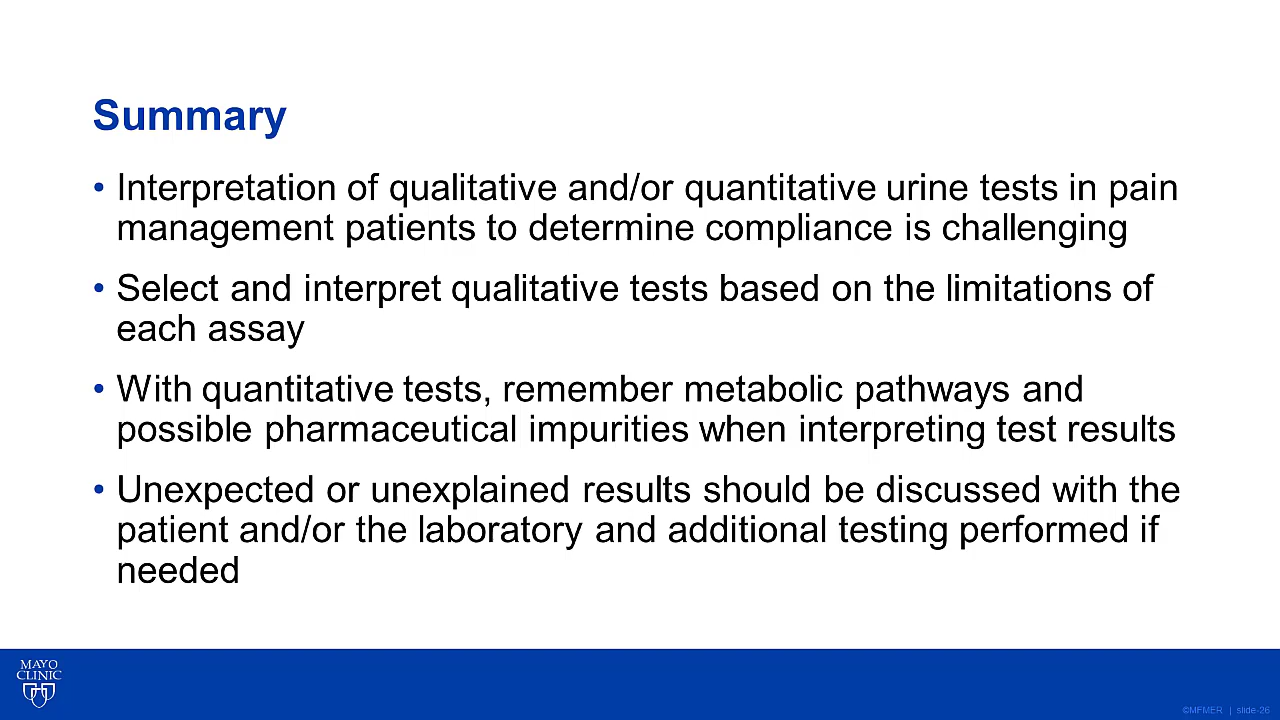 Summary
• Interpretation of qualitative and/or quantitative urine tests in pain
management patients to determine compliance is challenging
• Select and interpret qualitative tests based on the limitations of
each assay
• With quantitative tests, remember metabolic pathways and
possible pharmaceutical impurities when interpreting test results
• Unexpected or unexplained results should be discussed with the
patient and/or the laboratory and additional testing performed if
needed
MAYO
CLINIC
©MFMER | slide-26